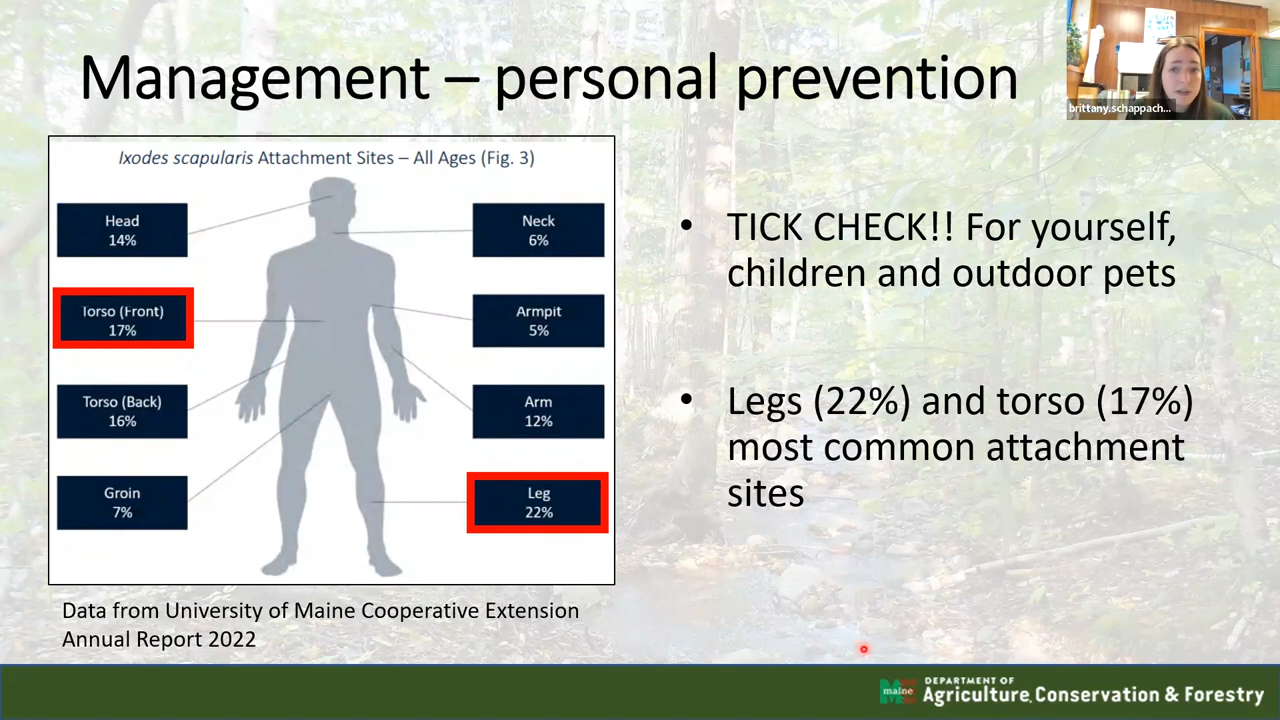 Management – personal prevention
brittany.schappach...
Ixodes scapularis Attachment Sites – All Ages (Fig. 3)
Head
14%
Neck
6%
Torso (Front)
17%
Armpit
5%
Torso (Back)
16%
Arm
12%
Groin
7%
Leg
22%
Data from University of Maine Cooperative Extension
Annual Report 2022
• TICK CHECK!! For yourself,
children and outdoor pets
• Legs (22%) and torso (17%)
most common attachment
sites
maine
DEPARTMENT OF
Agriculture, Conservation & Forestry